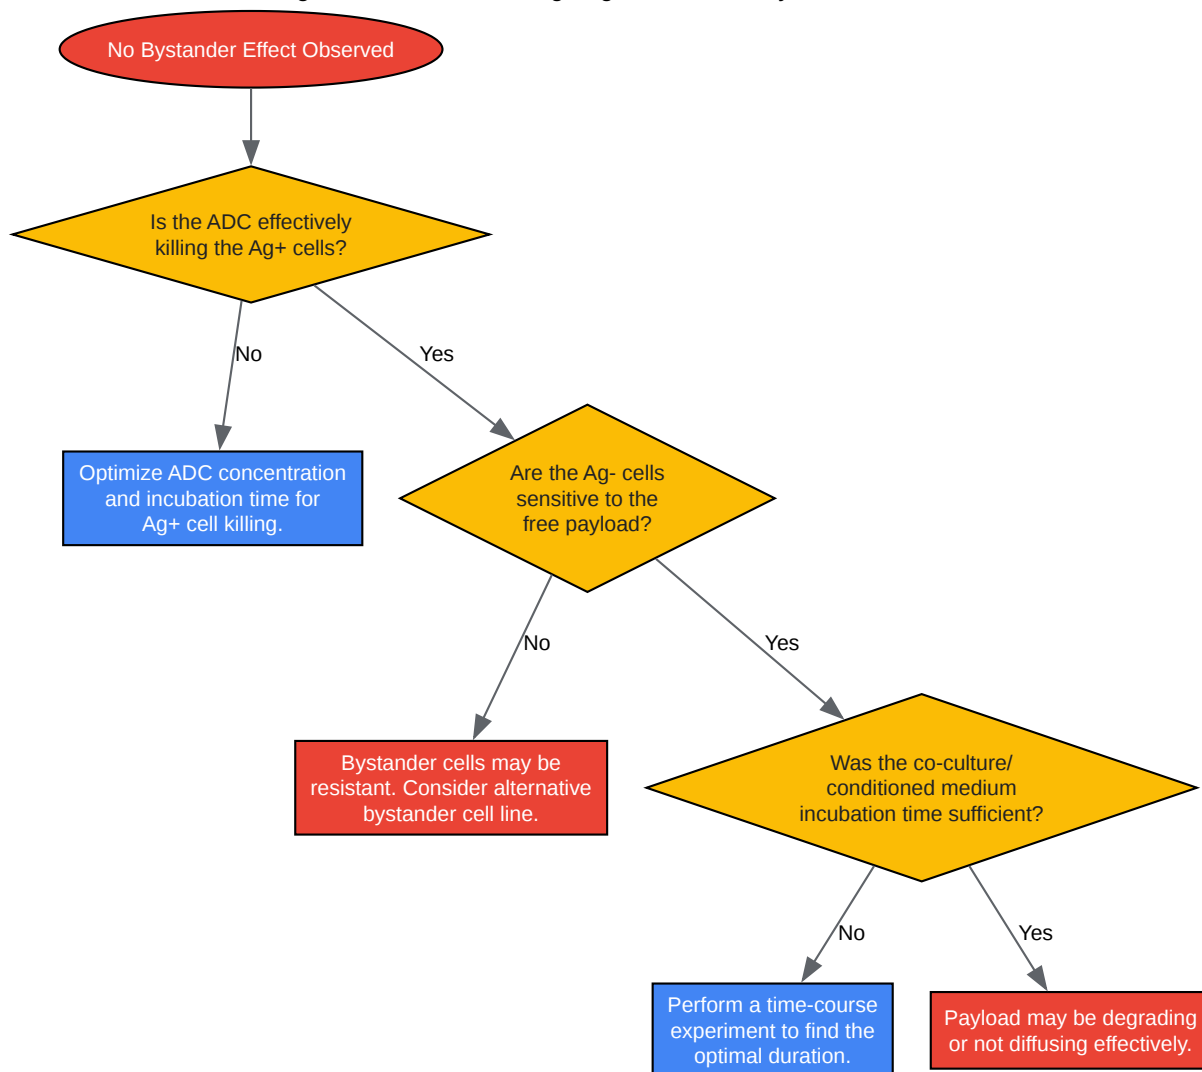 No Bystander Effect Observed
Is the ADC effectively
killing the Ag+ cells?
No
Yes
Optimize ADC concentration
and incubation time for
Ag+ cell killing.
Are the Ag- cells
sensitive to the
free payload?
No
Yes
Bystander cells may be
resistant. Consider alternative
bystander cell line.
Was the co-culture/
conditioned medium
incubation time sufficient?
No
Yes
Perform a time-course
experiment to find the
optimal duration.
Payload may be degrading
or not diffusing effectively.